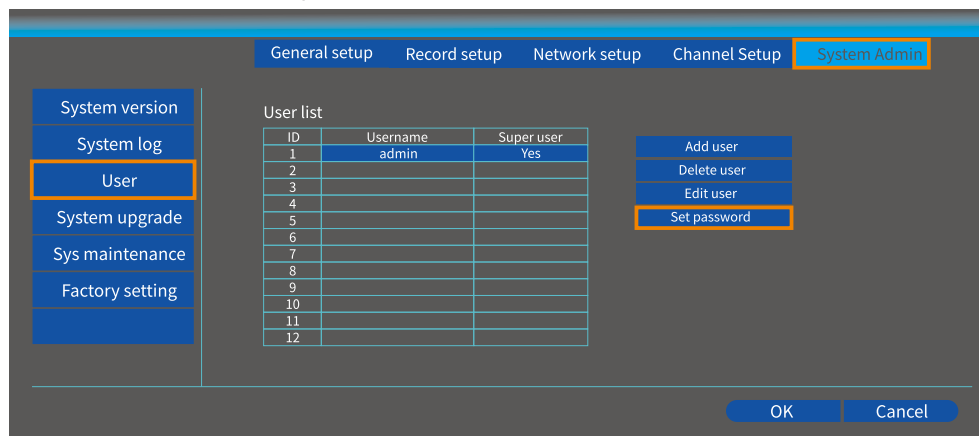 General setup Record setup Network setup Channel Setup System Admin
System version
System log
User
System upgrade
Sys maintenance
Factory setting
User list
ID Username Super user
1 admin Yes
2
3
4
5
6
7
8
9
10
11
12
Add user
Delete user
Edit user
Set password
OK Cancel